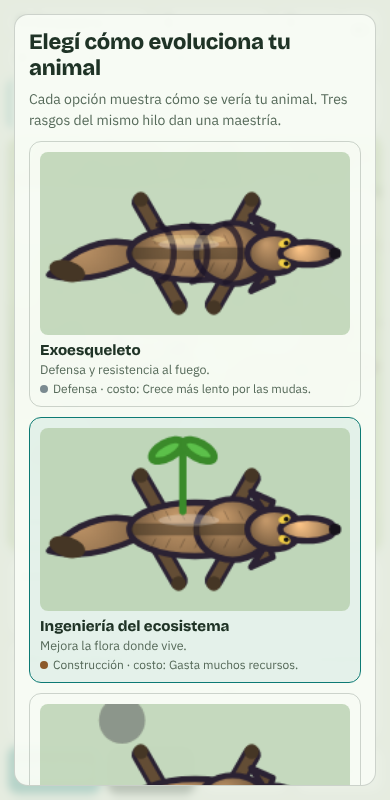 Elegí cómo evoluciona tu
animal
Cada opción muestra cómo se vería tu animal. Tres
rasgos del mismo hilo dan una maestría.
Exoesqueleto
Defensa y resistencia al fuego.
Defensa · costo: Crece más lento por las mudas.
Ingeniería del ecosistema
Mejora la flora donde vive.
Construcción · costo: Gasta muchos recursos.